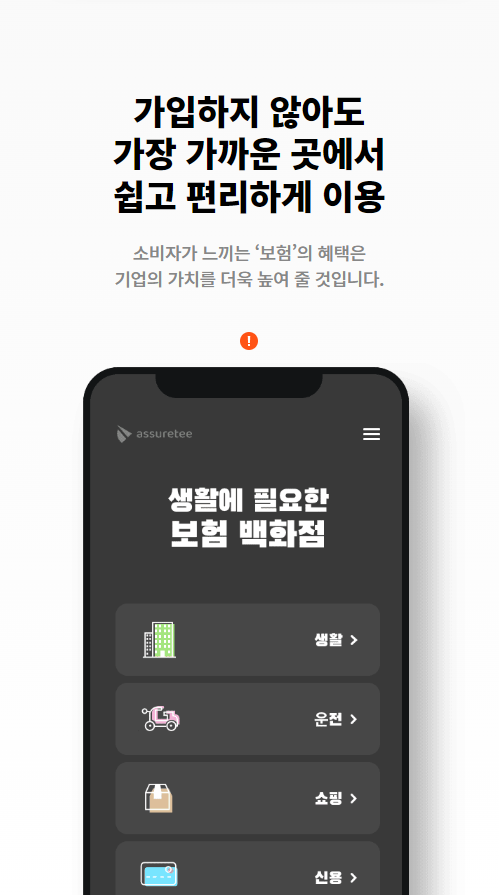 가입하지 않아도
가장 가까운 곳에서
쉽고 편리하게 이용
소비자가 느끼는 ‘보험’의 혜택은
기업의 가치를 더욱 높여 줄 것입니다.
!
assuretee
생활에 필요한
보험 백화점
생활
운전
쇼핑
신용